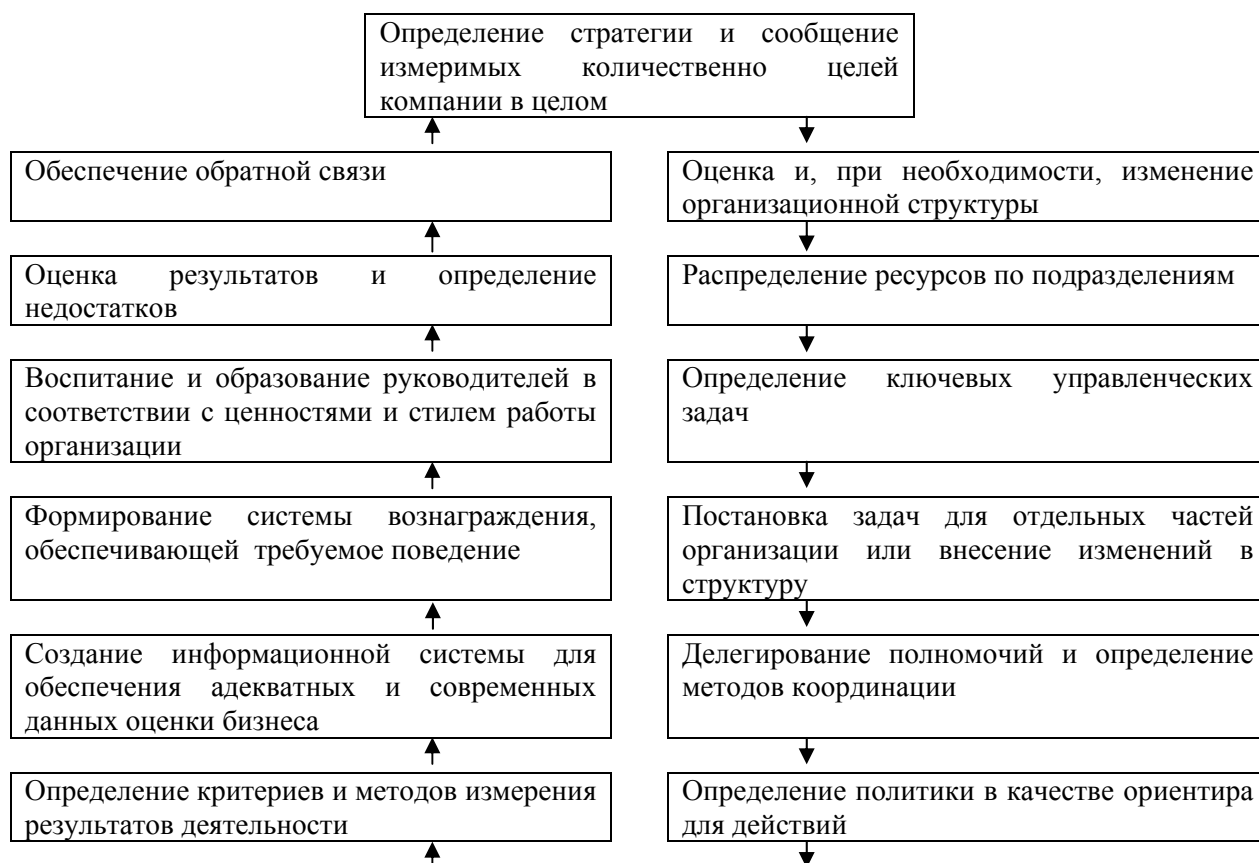 Определение стратегии и сообщение
измеримых количественно целей
компании в целом
Обеспечение обратной связи
Оценка и, при необходимости, изменение
организационной структуры
Оценка результатов и определение
недостатков
Распределение ресурсов по подразделениям
Воспитание и образование руководителей в
соответствии с ценностями и стилем работы
организации
Определение ключевых управленческих
задач
Формирование системы вознаграждения,
обеспечивающей требуемое поведение
Постановка задач для отдельных частей
организации или внесение изменений в
структуру
Создание информационной системы для
обеспечения адекватных и современных
данных оценки бизнеса
Делегирование полномочий и определение
методов координации
Определение критериев и методов измерения
результатов деятельности
Определение политики в качестве ориентира
для действий